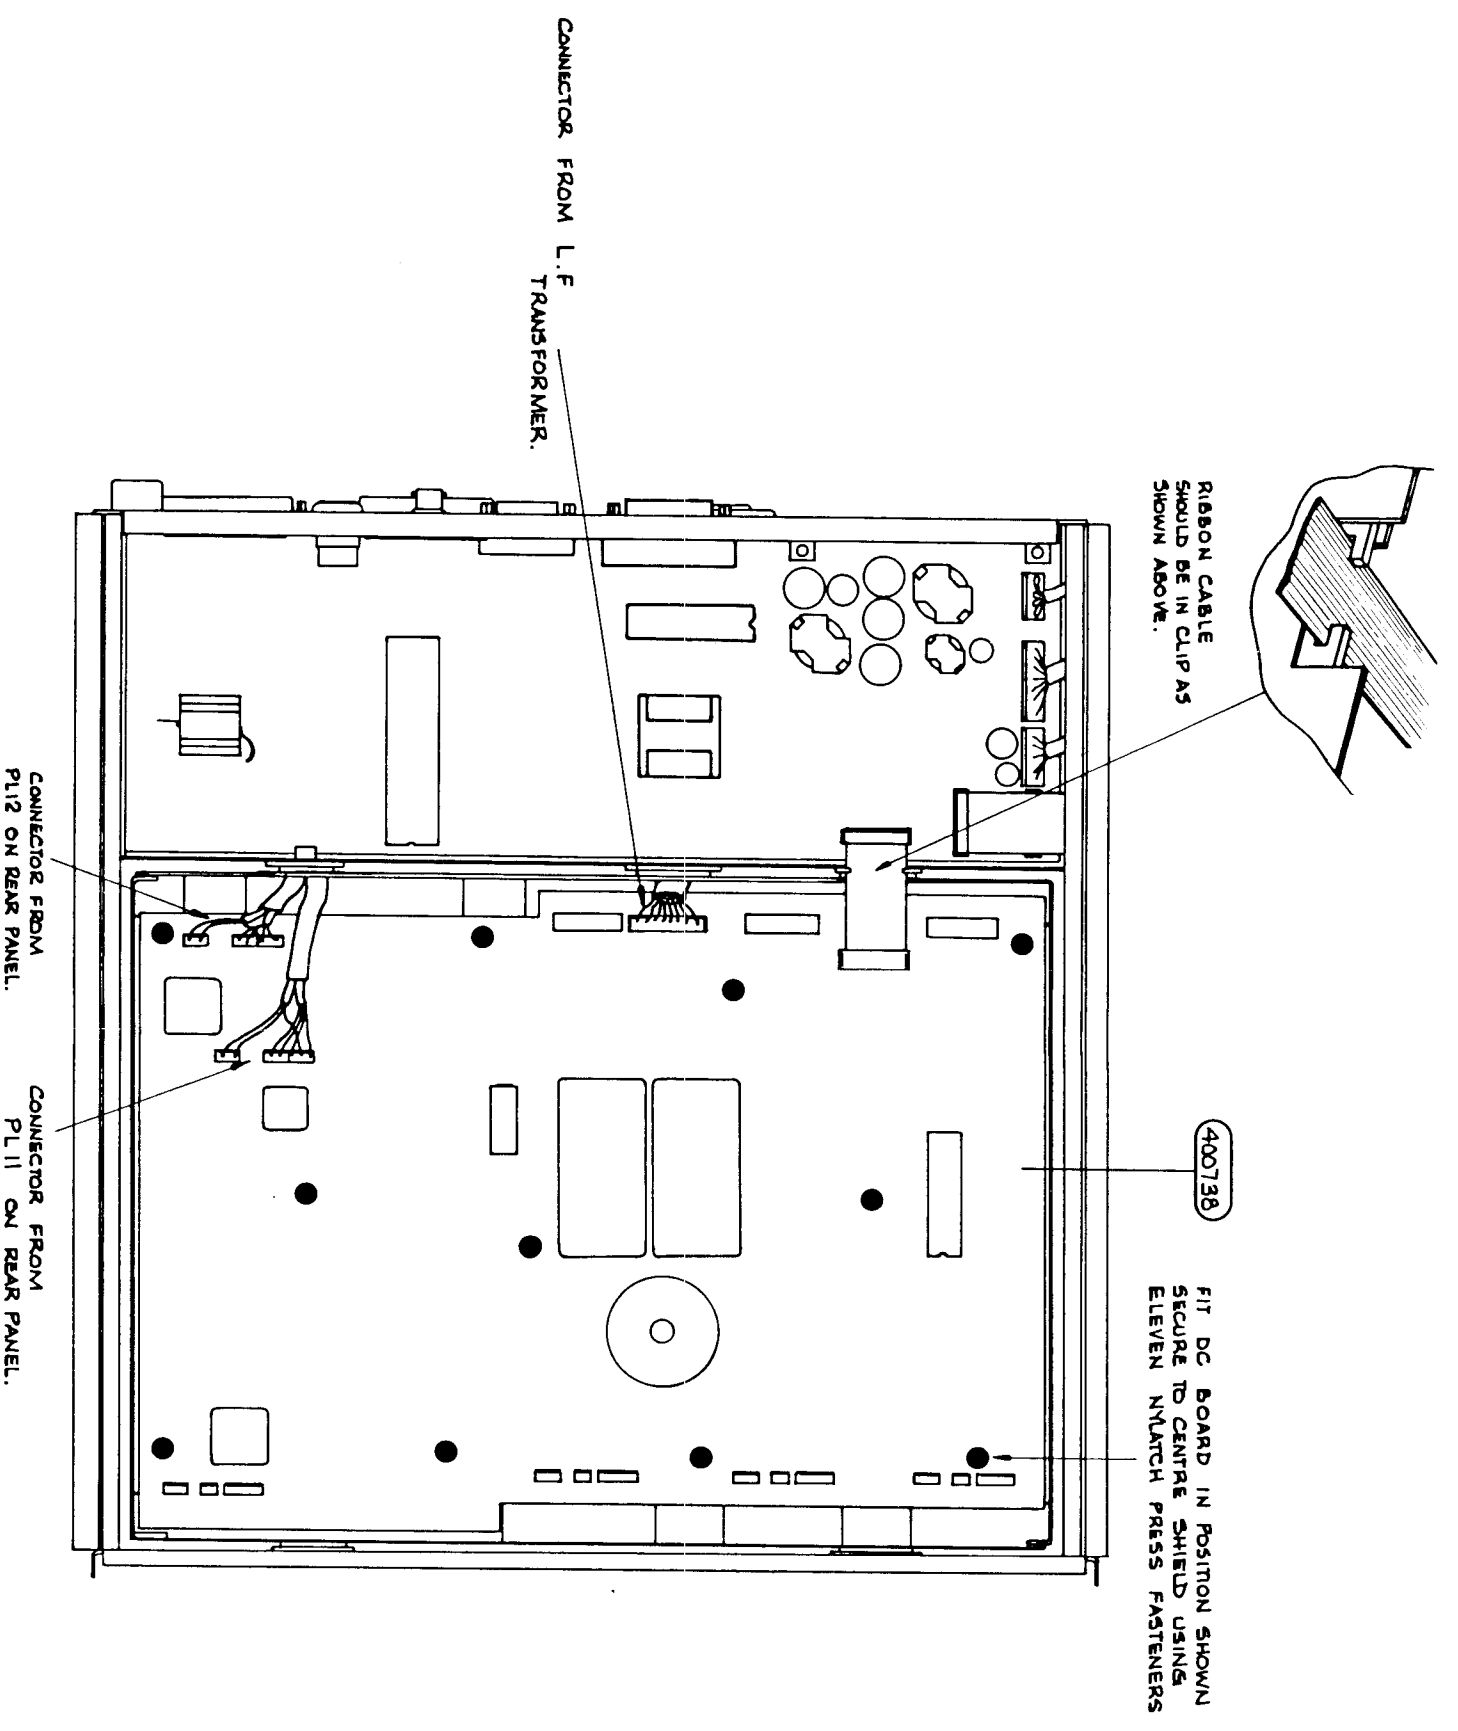 CONNECTOR FROM L.F
TRANSFORMER.
RIBBON CABLE
SHOULD BE IN CLIP AS
SHOWN ABOVE.
400738
FIT DC BOARD IN POSITION SHOWN
SECURE TO CENTRE SHIELD USING
ELEVEN NYLATCH PRESS FASTENERS
CONNECTOR FROM
PL12 ON REAR PANEL.
CONNECTOR FROM
PL11 ON REAR PANEL.